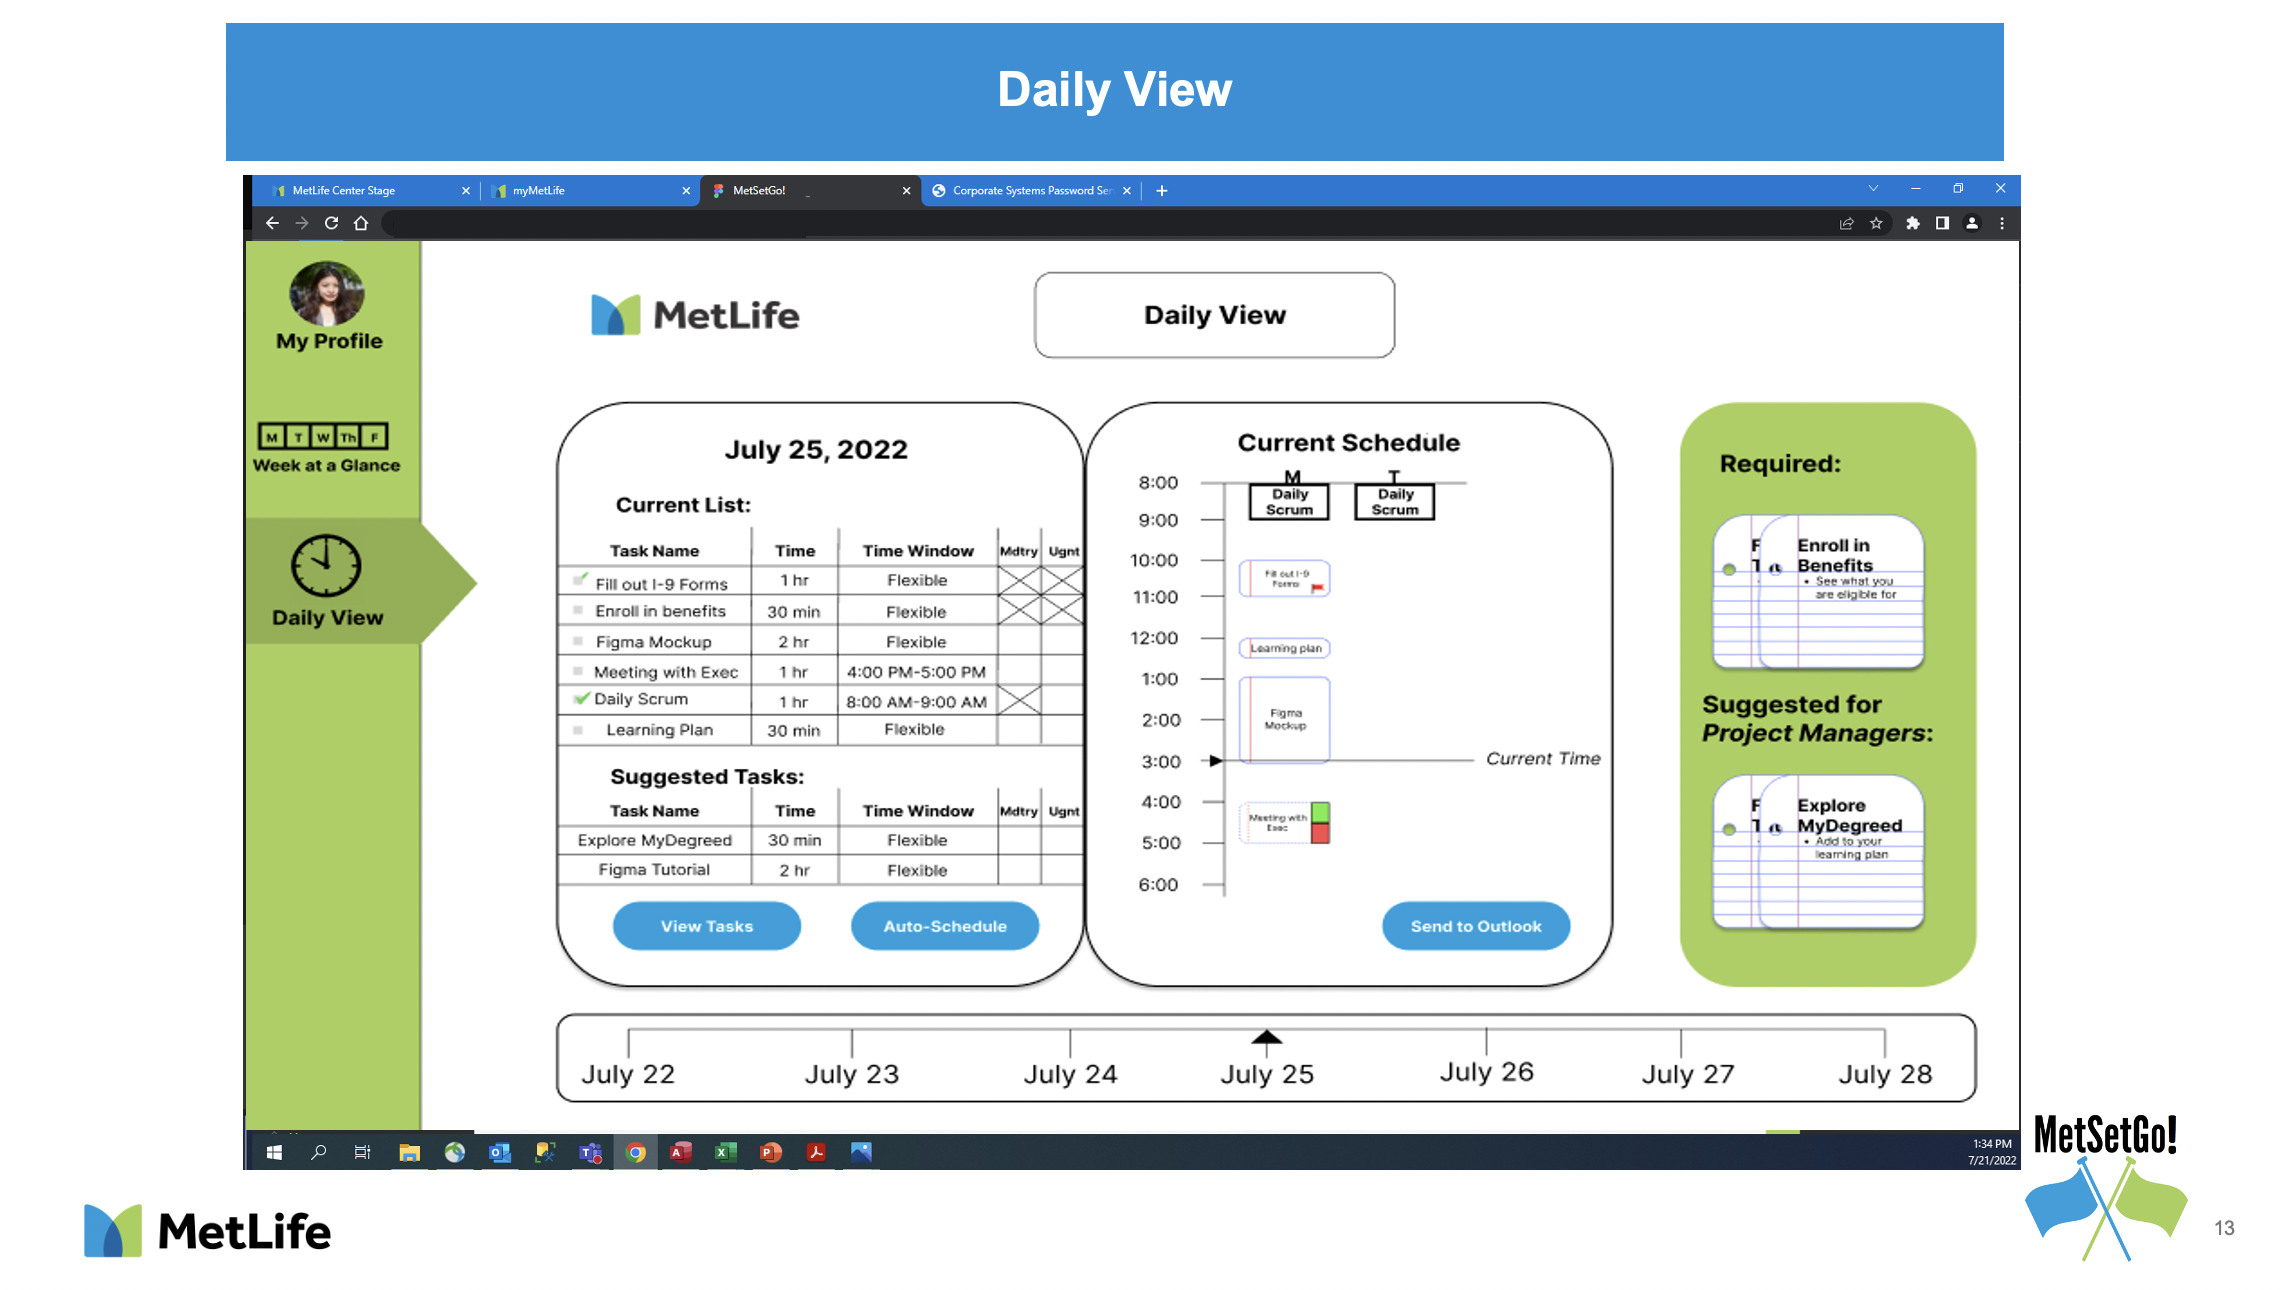 Daily View
MetLife Center Stage
myMetLife
MetSetGo!
Corporate Systems Password Ser
My Profile
M T W Th F
Week at a Glance
Daily View
MetLife
Daily View
July 25, 2022
Current List:
Task Name Time Time Window Mdtry Ugnt
Fill out I-9 Forms 1 hr Flexible
Enroll in benefits 30 min Flexible
Figma Mockup 2 hr Flexible
Meeting with Exec 1 hr 4:00 PM-5:00 PM
Daily Scrum 1 hr 8:00 AM-9:00 AM
Learning Plan 30 min Flexible
Suggested Tasks:
Task Name Time Time Window Mdtry Ugnt
Explore MyDegreed 30 min Flexible
Figma Tutorial 2 hr Flexible
View Tasks
Auto-Schedule
Current Schedule
M T
8:00
Daily
Scrum
Daily
Scrum
9:00
10:00
Fill out I-9
Forms
11:00
12:00
Learning plan
1:00
Figma
Mockup
2:00
3:00
Current Time
4:00
Meeting with
Exec
5:00
6:00
Send to Outlook
Required:
F
T
Enroll in
Benefits
• See what you
are eligible for
Suggested for
Project Managers:
F
T
Explore
MyDegreed
• Add to your
learning plan
July 22 July 23 July 24 July 25 July 26 July 27 July 28
1:34 PM
7/21/2022
MetSetGo!
MetLife
13